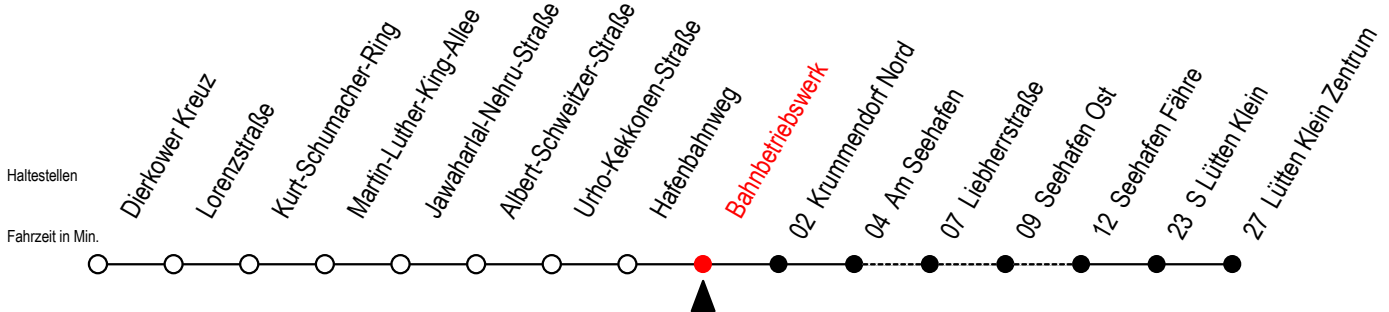 Haltestellen
Fahrzeit in Min.
Dierkower Kreuz
Lorenzstraße
Kurt-Schumacher-Ring
Martin-Luther-King-Allee
Jawaharlal-Nehru-Straße
Albert-Schweitzer-Straße
Urho-Kekkonen-Straße
Hafenbahnweg
Bahnbetriebswerk
02 Krummendorf Nord
04 Am Seehafen
07 Liebherrstraße
09 Seehafen Ost
12 Seehafen Fähre
23 S Lütten Klein
27 Lütten Klein Zentrum